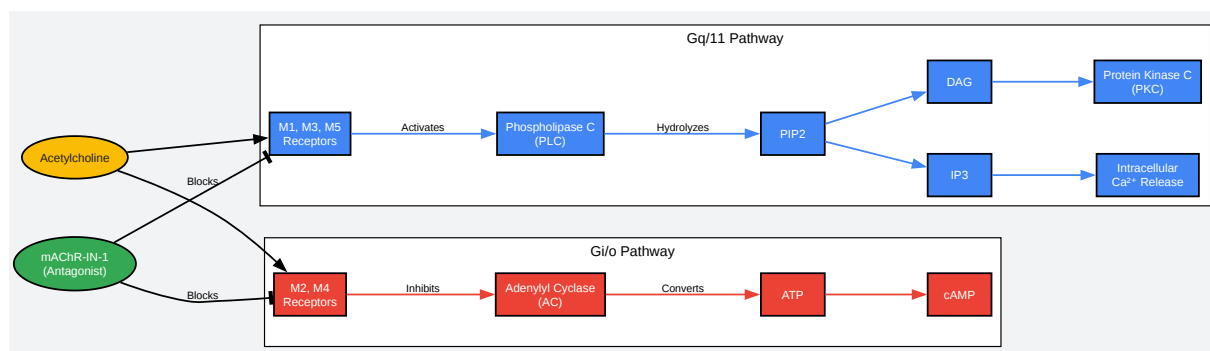 Gq/11 Pathway
M1, M3, M5
Receptors
Activates
Phospholipase C
(PLC)
Hydrolyzes
PIP2
DAG
Protein Kinase C
(PKC)
IP3
Intracellular
Ca²⁺ Release
Acetylcholine
Blocks
mAChR-IN-1
(Antagonist)
Blocks
Gi/o Pathway
M2, M4
Receptors
Inhibits
Adenylyl Cyclase
(AC)
Converts
ATP
cAMP